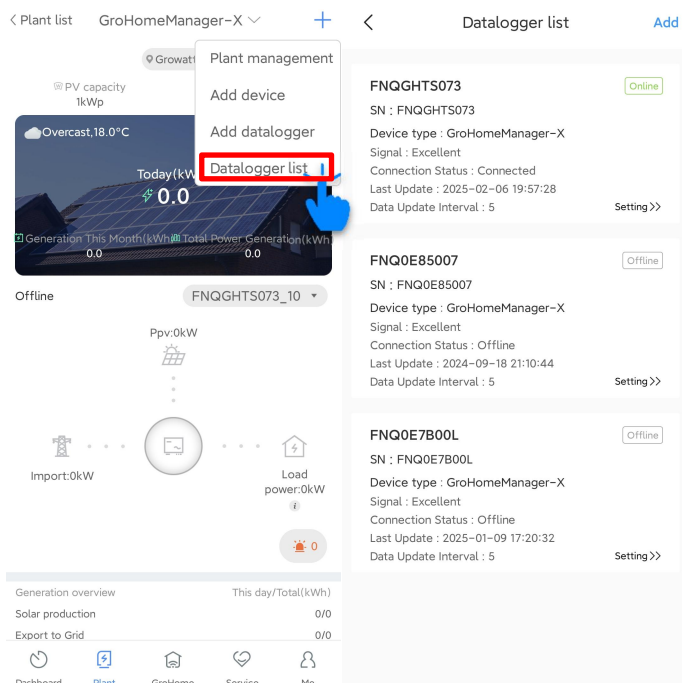 Plant list
GroHomeManager-X
Growatt
Plant management
Add device
Add datalogger
Datalogger list
PV capacity
1kWp
Overcast,18.0°C
Today(kW
0.0
Generation This Month(kWh)
0.0
Total Power Generation(kWh)
0.0
Offline
FNQGHTS073_10
Ppv:0kW
Import:0kW
Load
power:0kW
i
0
Generation overview
This day/Total(kWh)
Solar production
0/0
Export to Grid
0/0
Dashboard
Plant
GroHome
Service
Me
Datalogger list
Add
FNQGHTS073
Online
SN : FNQGHTS073
Device type : GroHomeManager-X
Signal : Excellent
Connection Status : Connected
Last Update : 2025-02-06 19:57:28
Data Update Interval : 5
Setting>>
FNQ0E85007
Offline
SN : FNQ0E85007
Device type : GroHomeManager-X
Signal : Excellent
Connection Status : Offline
Last Update : 2024-09-18 21:10:44
Data Update Interval : 5
Setting>>
FNQ0E7B00L
Offline
SN : FNQ0E7B00L
Device type : GroHomeManager-X
Signal : Excellent
Connection Status : Offline
Last Update : 2025-01-09 17:20:32
Data Update Interval : 5
Setting>>